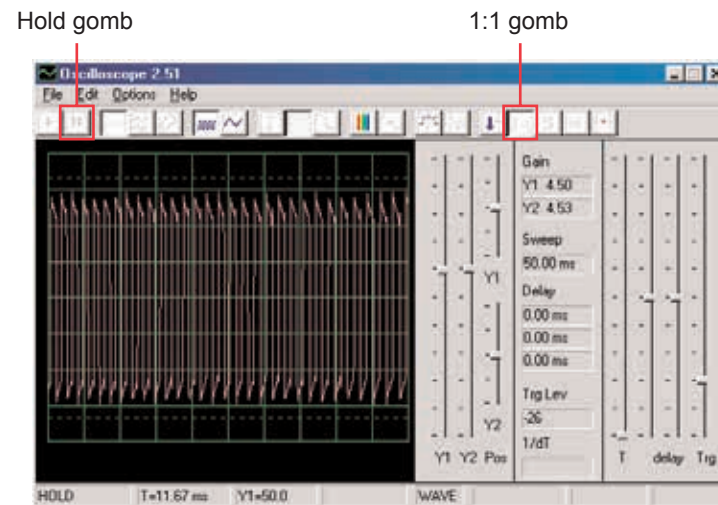 Hold gomb
1:1 gomb
Oscilloscope 2.51
File Edit Options Help
Gain
Y1 4.50
Y2 4.53
Sweep
50.00 ms
Delay
0.00 ms
0.00 ms
0.00 ms
Trg Lev
-26
1/dT
Y1
Y2
Y1 Y2 Pos
T delay Trg
HOLD T=11.67 ms Y1=50.0 WAVE